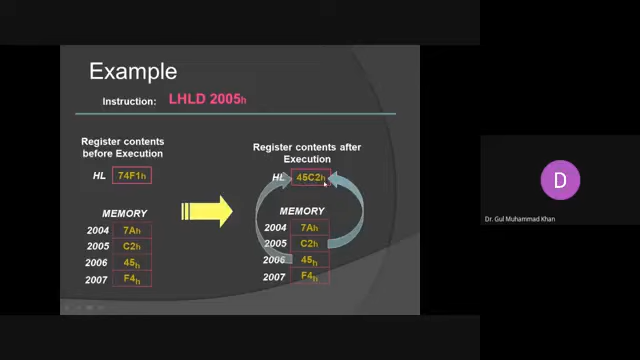 Example
Instruction: LHLD 2005h
Register contents before Execution
HL 74F1h
MEMORY
2004 7Ah
2005 C2h
2006 45h
2007 F4h
Register contents after Execution
HL 45C2h
MEMORY
2004 7Ah
2005 C2h
2006 45h
2007 F4h
D
Dr. Gul Muhammad Khan